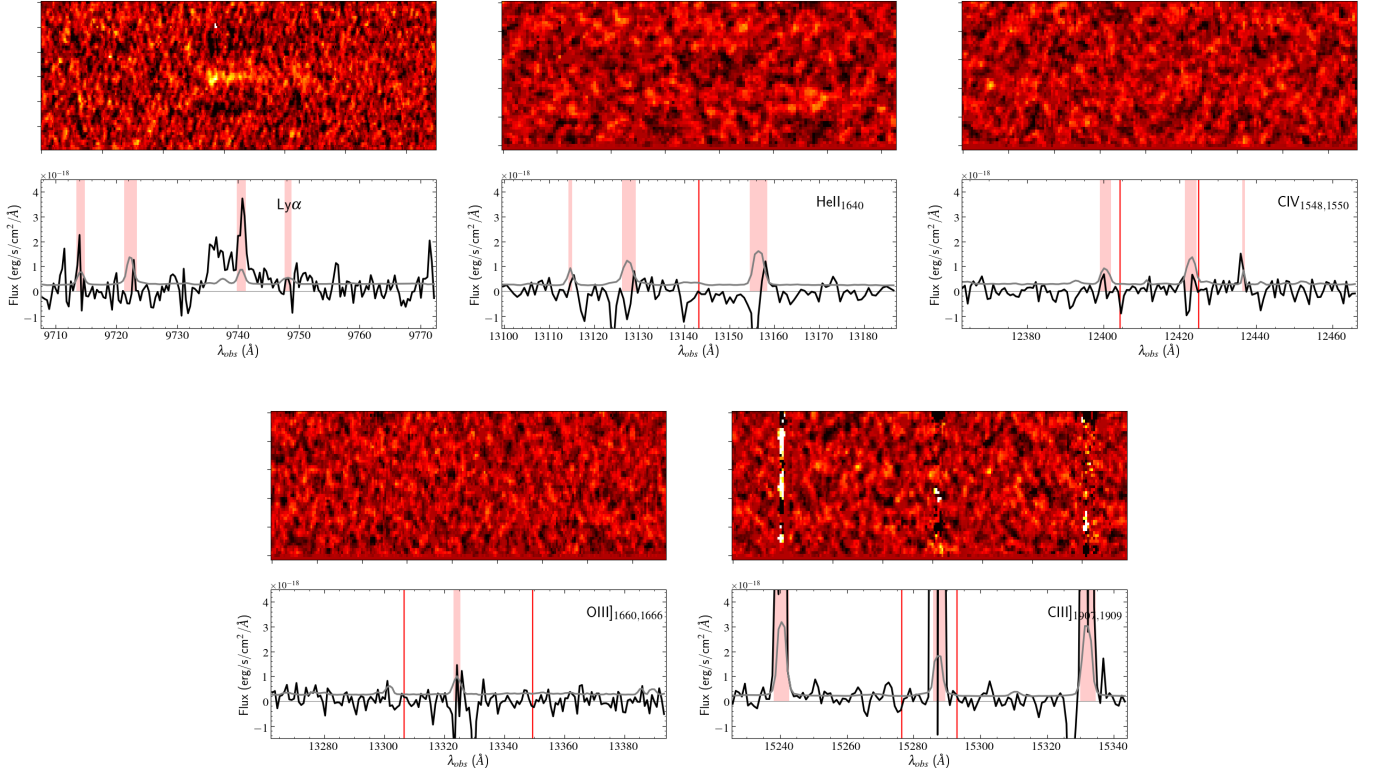 ×10⁻¹⁸
×10⁻¹⁸
×10⁻¹⁸
Lyα
HeII1640
CIV1548,1550
Flux (erg/s/cm²/Å)
4
3
2
1
0
−1
Flux (erg/s/cm²/Å)
4
3
2
1
0
−1
Flux (erg/s/cm²/Å)
4
3
2
1
0
−1
9710 9720 9730 9740 9750 9760 9770
13100 13110 13120 13130 13140 13150 13160 13170 13180
12380 12400 12420 12440 12460
λobs (Å)
λobs (Å)
λobs (Å)
×10⁻¹⁸
×10⁻¹⁸
OIII]1660,1666
CIII]1907,1909
Flux (erg/s/cm²/Å)
4
3
2
1
0
−1
Flux (erg/s/cm²/Å)
4
3
2
1
0
−1
13280 13300 13320 13340 13360 13380
15240 15260 15280 15300 15320 15340
λobs (Å)
λobs (Å)